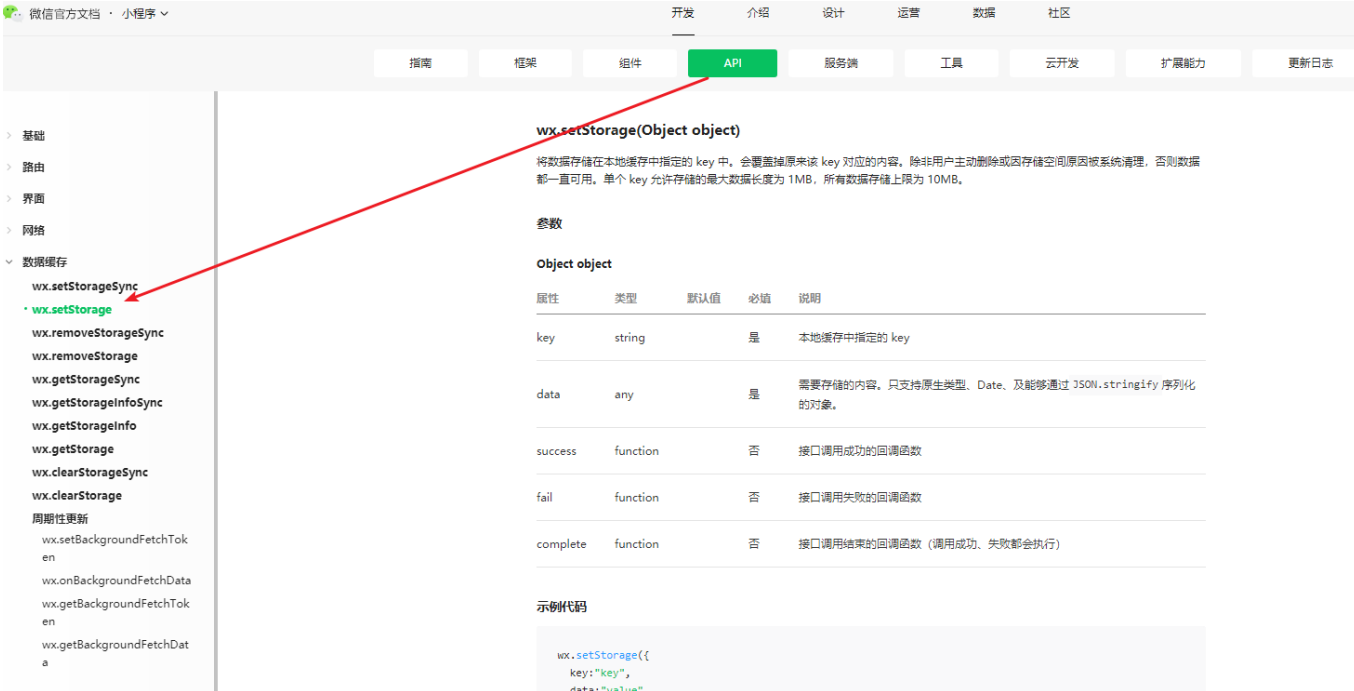 微信官方文档 · 小程序
开发 介绍 设计 运营 数据 社区
指南 框架 组件 API 服务端 工具 云开发 扩展能力 更新日志
基础
路由
界面
网络
数据缓存
wx.setStorageSync
wx.setStorage
wx.removeStorageSync
wx.removeStorage
wx.getStorageSync
wx.getStorageInfoSync
wx.getStorageInfo
wx.getStorage
wx.clearStorageSync
wx.clearStorage
周期性更新
wx.setBackgroundFetchTok
en
wx.onBackgroundFetchData
wx.getBackgroundFetchTok
en
wx.getBackgroundFetchDat
a
wx.setStorage(Object object)
将数据存储在本地缓存中指定的 key 中。会覆盖掉原来该 key 对应的内容。除非用户主动删除或因存储空间原因被系统清理，否则数据
都一直可用。单个 key 允许存储的最大数据长度为 1MB，所有数据存储上限为 10MB。
参数
Object object
属性 类型 默认值 必填 说明
key string 是 本地缓存中指定的 key
data any 是 需要存储的内容。只支持原生类型、Date、及能够通过 JSON.stringify 序列化
的对象。
success function 否 接口调用成功的回调函数
fail function 否 接口调用失败的回调函数
complete function 否 接口调用结束的回调函数（调用成功、失败都会执行）
示例代码
wx.setStorage({
key:"key",
data:"value"